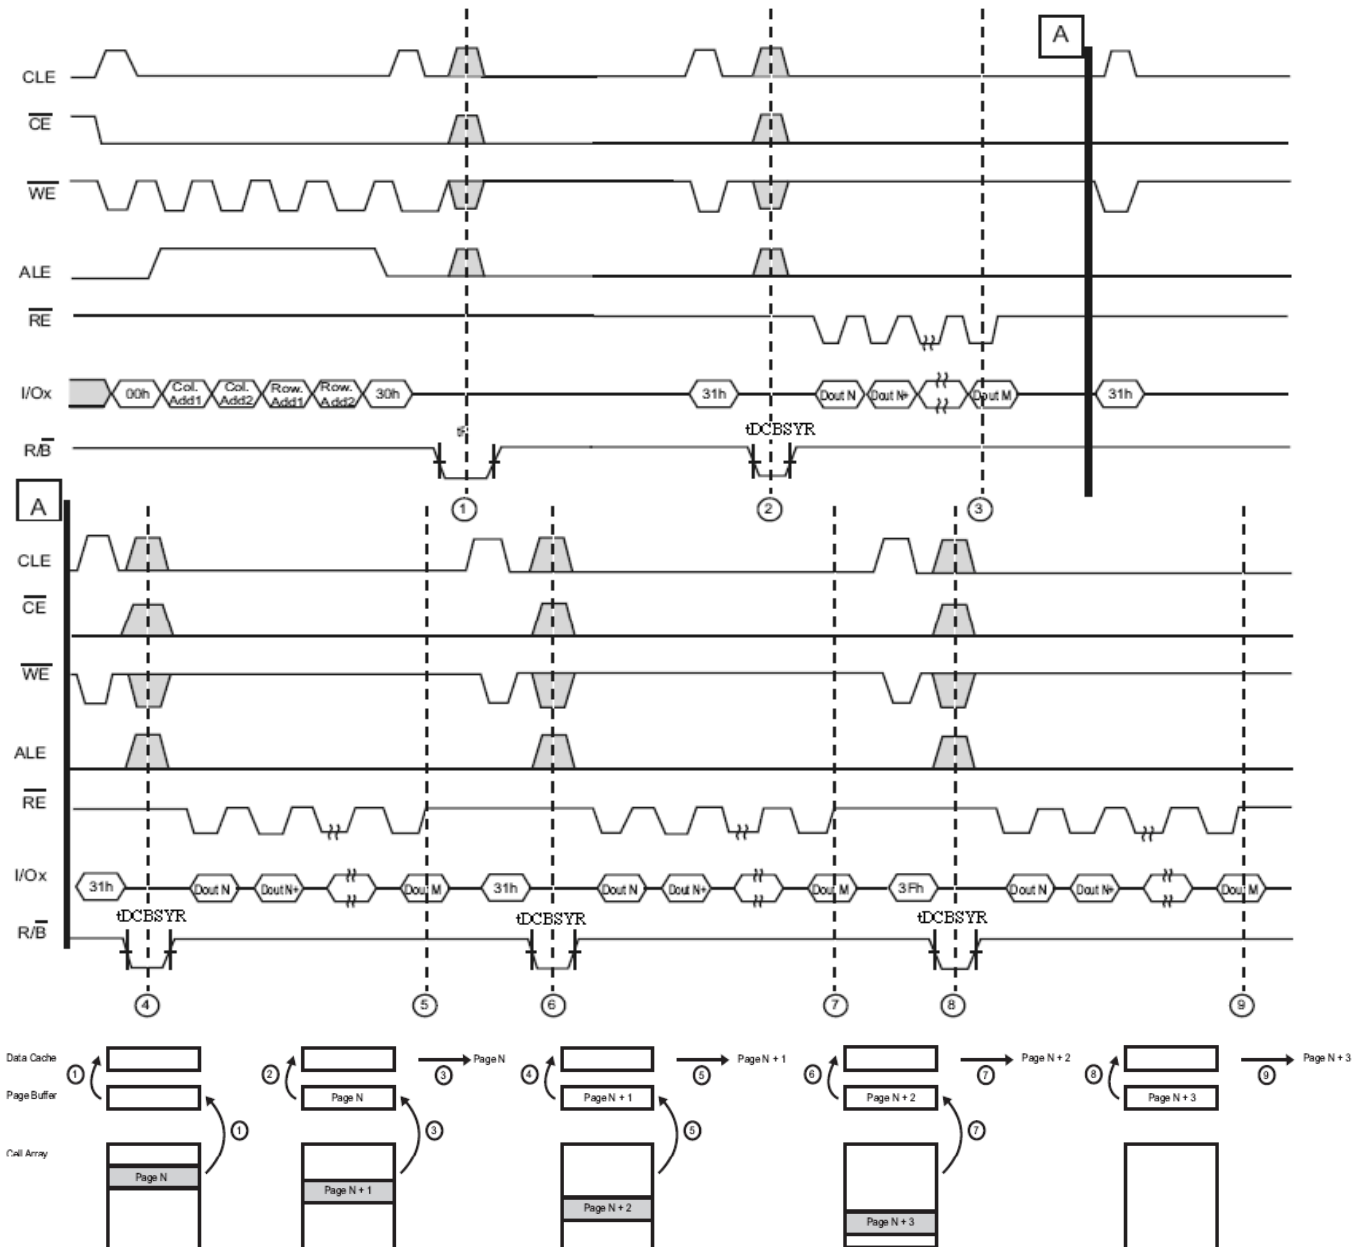 A
CLE
CE
WE
ALE
RE
I/Ox 00h Col. Add1 Col. Add2 Row. Add1 Row. Add2 30h 31h Dout N Dout N+ Dout M 31h
tDCBSYR
R/B
1 2 3
A
CLE
CE
WE
ALE
RE
I/Ox 31h Dout N Dout N+ Dout M 31h Dout N Dout N+ Dout M 3Fh Dout N Dout N+ Dout M
tDCBSYR tDCBSYR tDCBSYR
R/B
4 5 6 7 8 9
Data Cache 1 2 3 Page N 4 5 Page N + 1 6 7 Page N + 2 8 9 Page N + 3
Page Buffer Page N Page N + 1 Page N + 2 Page N + 3
1 3 5 7
Cell Array
Page N Page N + 1 Page N + 2 Page N + 3